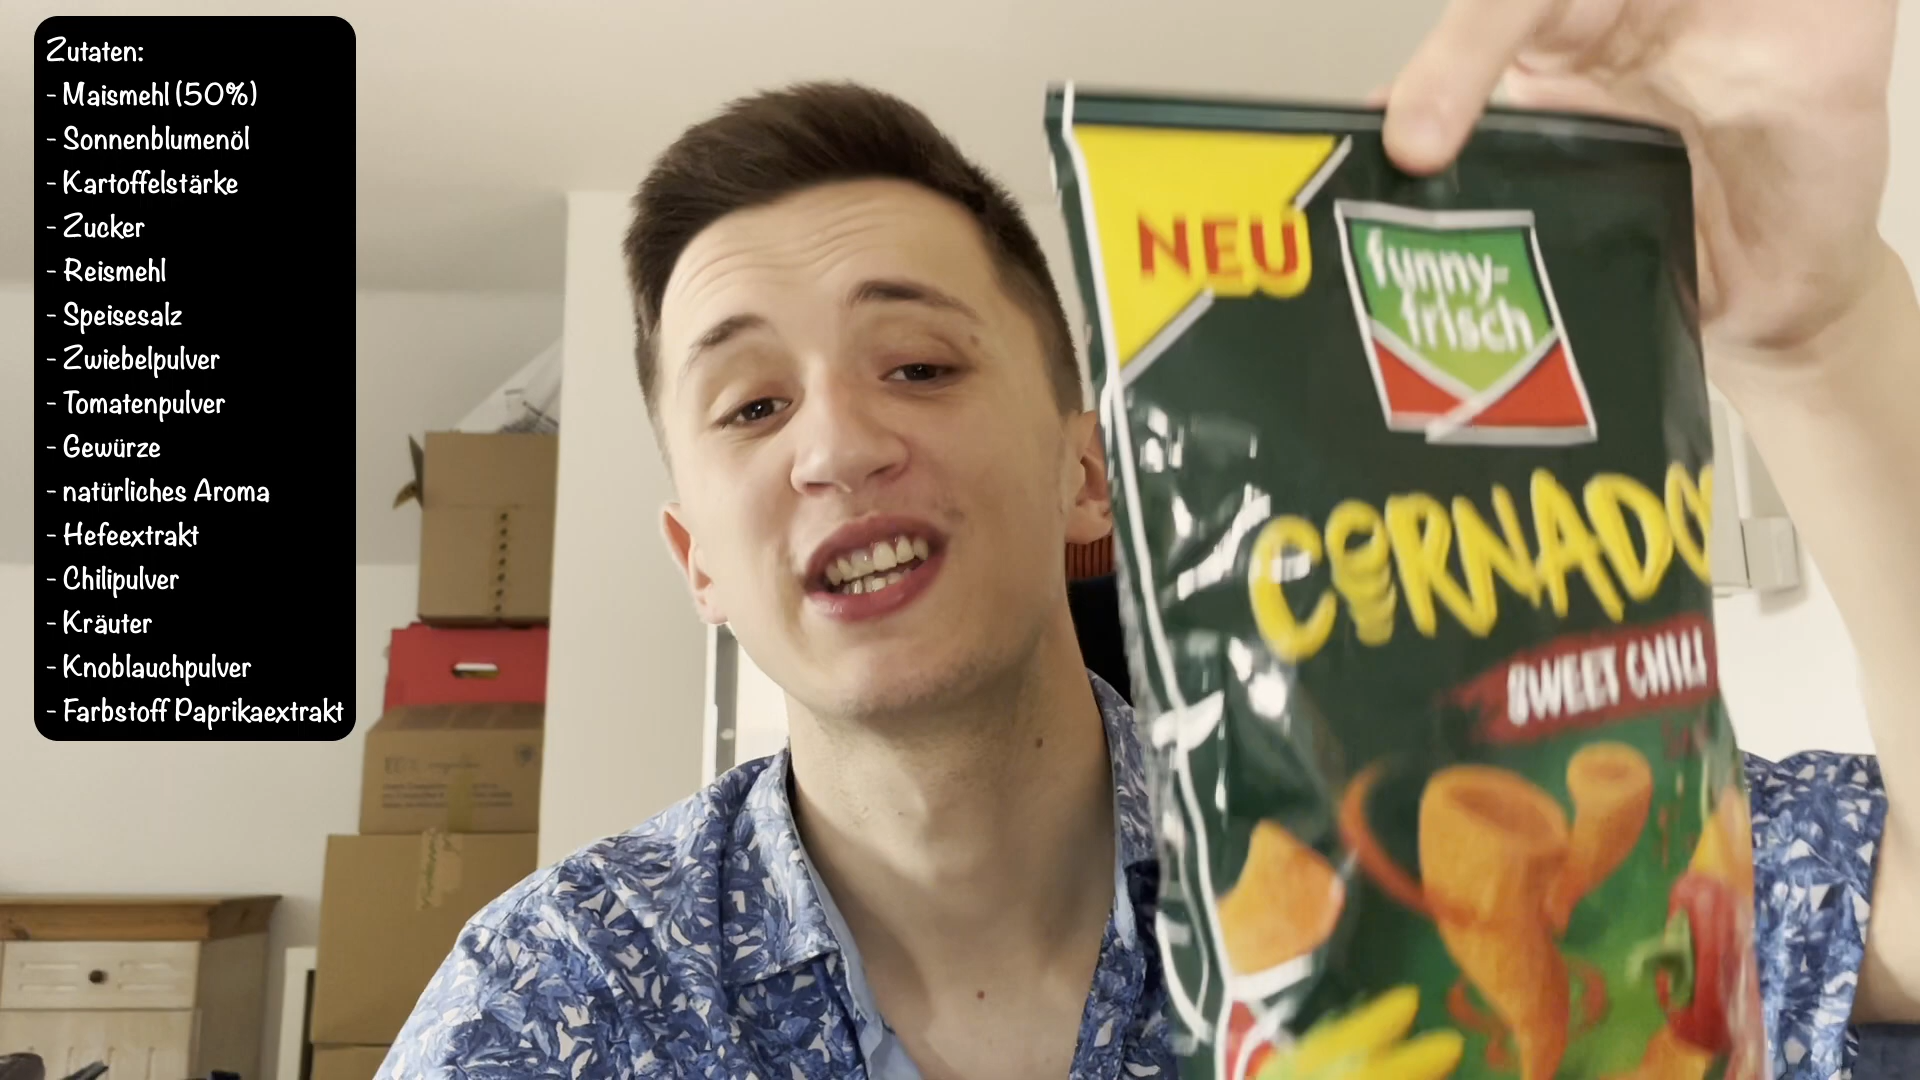 Zutaten:
- Maismehl (50%)
- Sonnenblumenöl
- Kartoffelstärke
- Zucker
- Reismehl
- Speisesalz
- Zwiebelpulver
- Tomatenpulver
- Gewürze
- natürliches Aroma
- Hefeextrakt
- Chilipulver
- Kräuter
- Knoblauchpulver
- Farbstoff Paprikaextrakt
NEU
funny-
frisch
CORNADO
SWEET CHILI